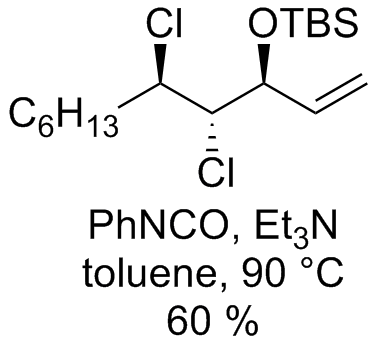 Cl OTBS
C₆H₁₃
Cl
PhNCO, Et₃N
toluene, 90 °C
60 %